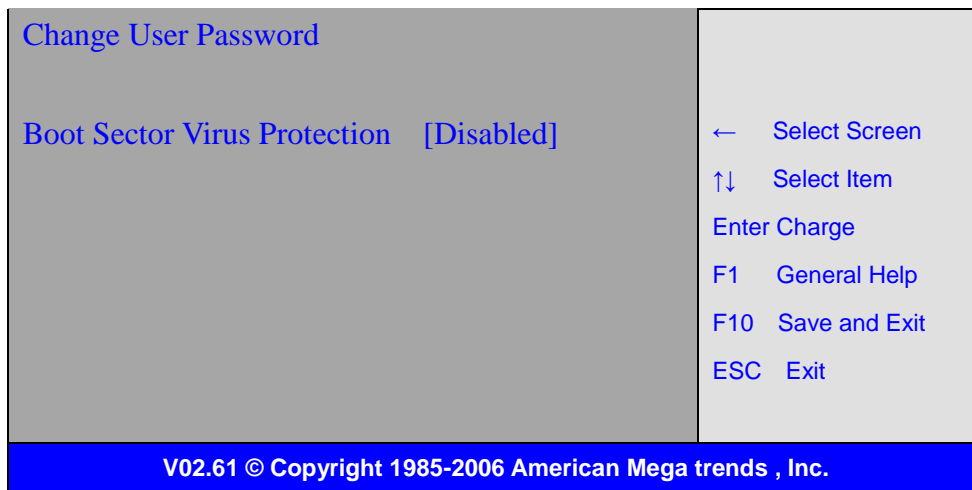 Change User Password
Boot Sector Virus Protection [Disabled]
← Select Screen
↑↓ Select Item
Enter Charge
F1 General Help
F10 Save and Exit
ESC Exit
V02.61 © Copyright 1985-2006 American Mega trends , Inc.